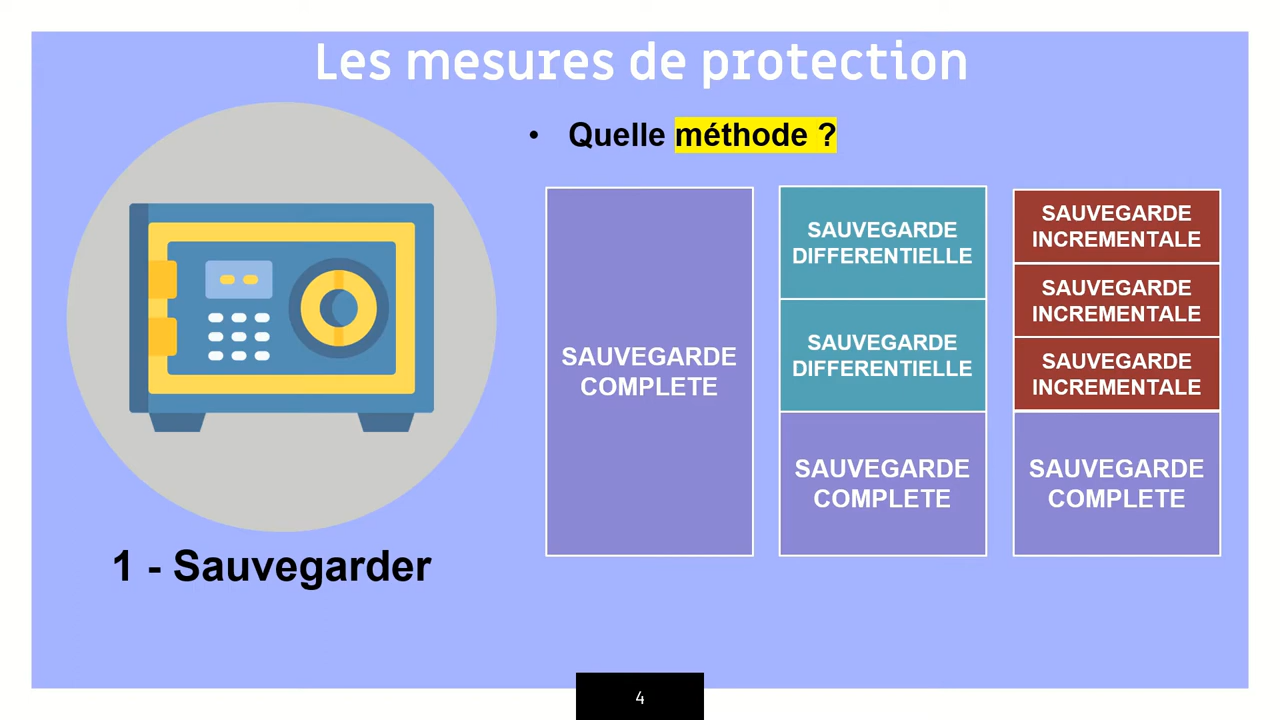 Les mesures de protection
• Quelle méthode ?
SAUVEGARDE
COMPLETE
SAUVEGARDE
DIFFERENTIELLE
SAUVEGARDE
DIFFERENTIELLE
SAUVEGARDE
COMPLETE
SAUVEGARDE
INCREMENTALE
SAUVEGARDE
INCREMENTALE
SAUVEGARDE
INCREMENTALE
SAUVEGARDE
COMPLETE
1 - Sauvegarder
4